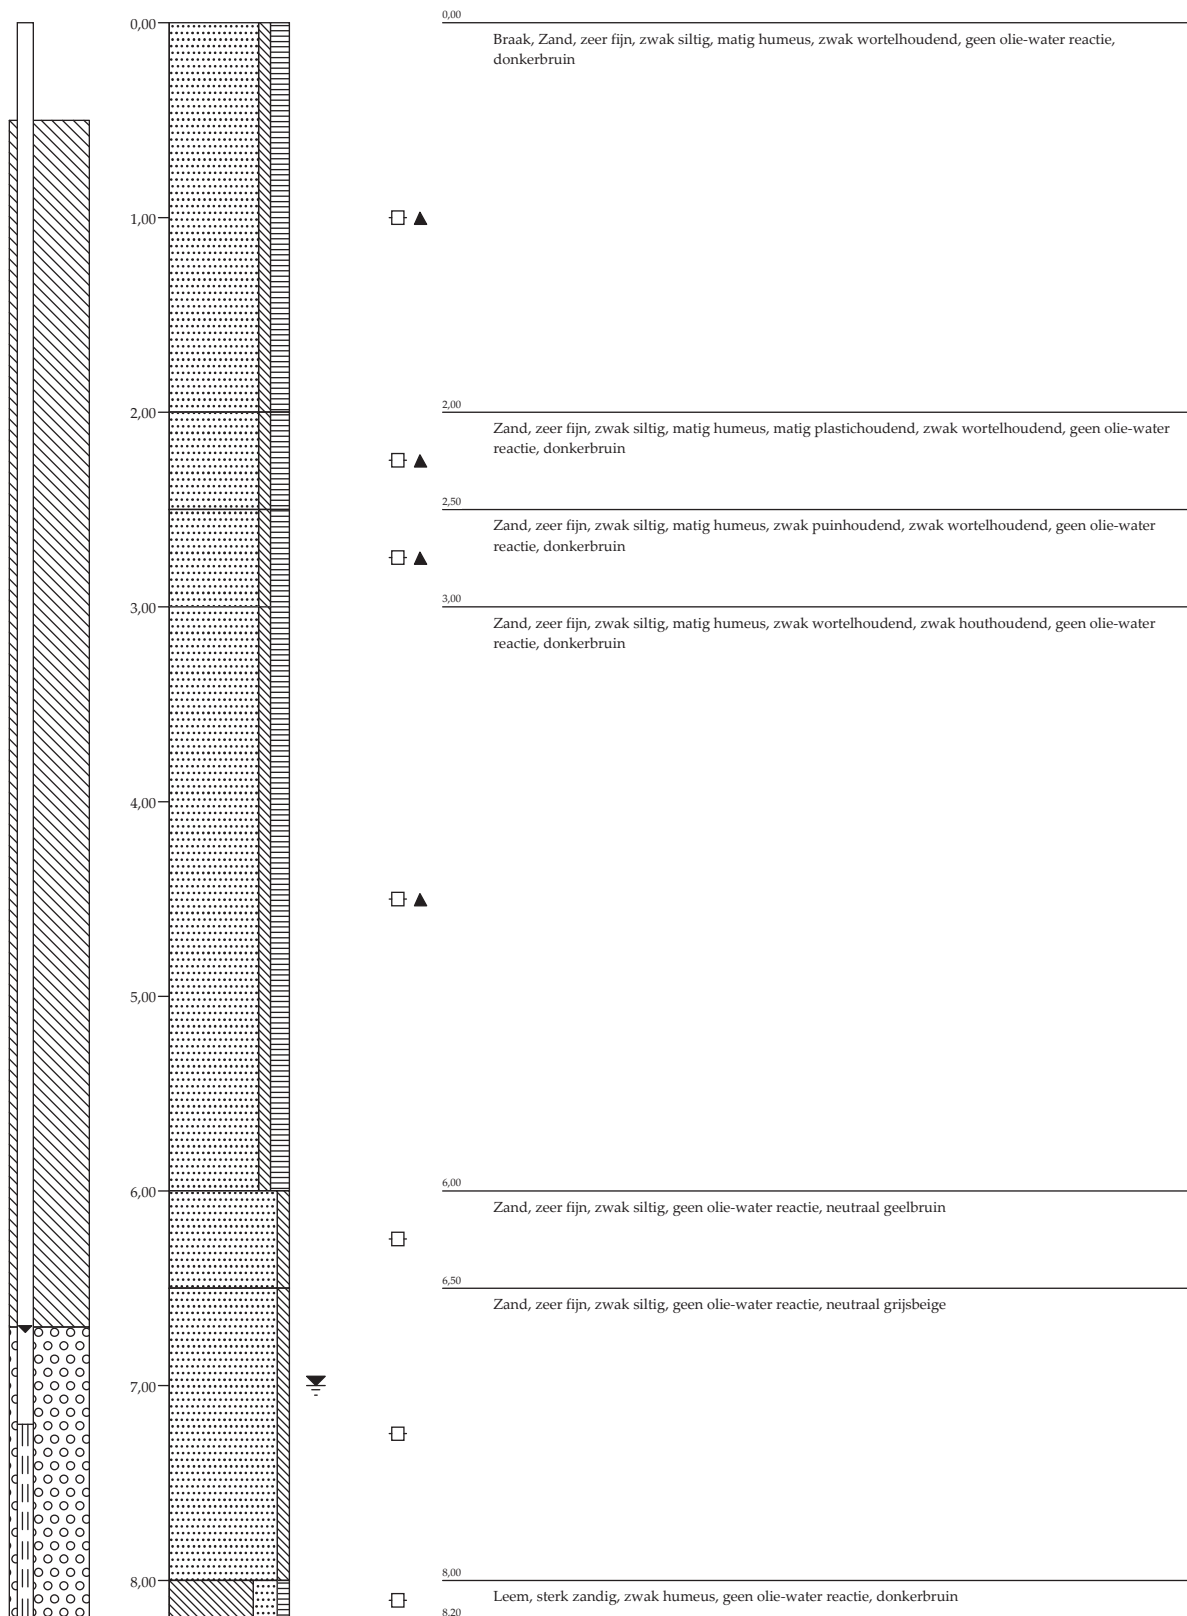 0,00
0,00
Braak, Zand, zeer fijn, zwak siltig, matig humeus, zwak wortelhoudend, geen olie-water reactie,
donkerbruin
1,00
2,00
2,00
Zand, zeer fijn, zwak siltig, matig humeus, matig plastichoudend, zwak wortelhoudend, geen olie-water
reactie, donkerbruin
2,50
Zand, zeer fijn, zwak siltig, matig humeus, zwak puinhoudend, zwak wortelhoudend, geen olie-water
reactie, donkerbruin
3,00
3,00
Zand, zeer fijn, zwak siltig, matig humeus, zwak wortelhoudend, zwak houthoudend, geen olie-water
reactie, donkerbruin
4,00
5,00
6,00
6,00
Zand, zeer fijn, zwak siltig, geen olie-water reactie, neutraal geelbruin
6,50
Zand, zeer fijn, zwak siltig, geen olie-water reactie, neutraal grijsbeige
7,00
8,00
8,00
Leem, sterk zandig, zwak humeus, geen olie-water reactie, donkerbruin
8,20